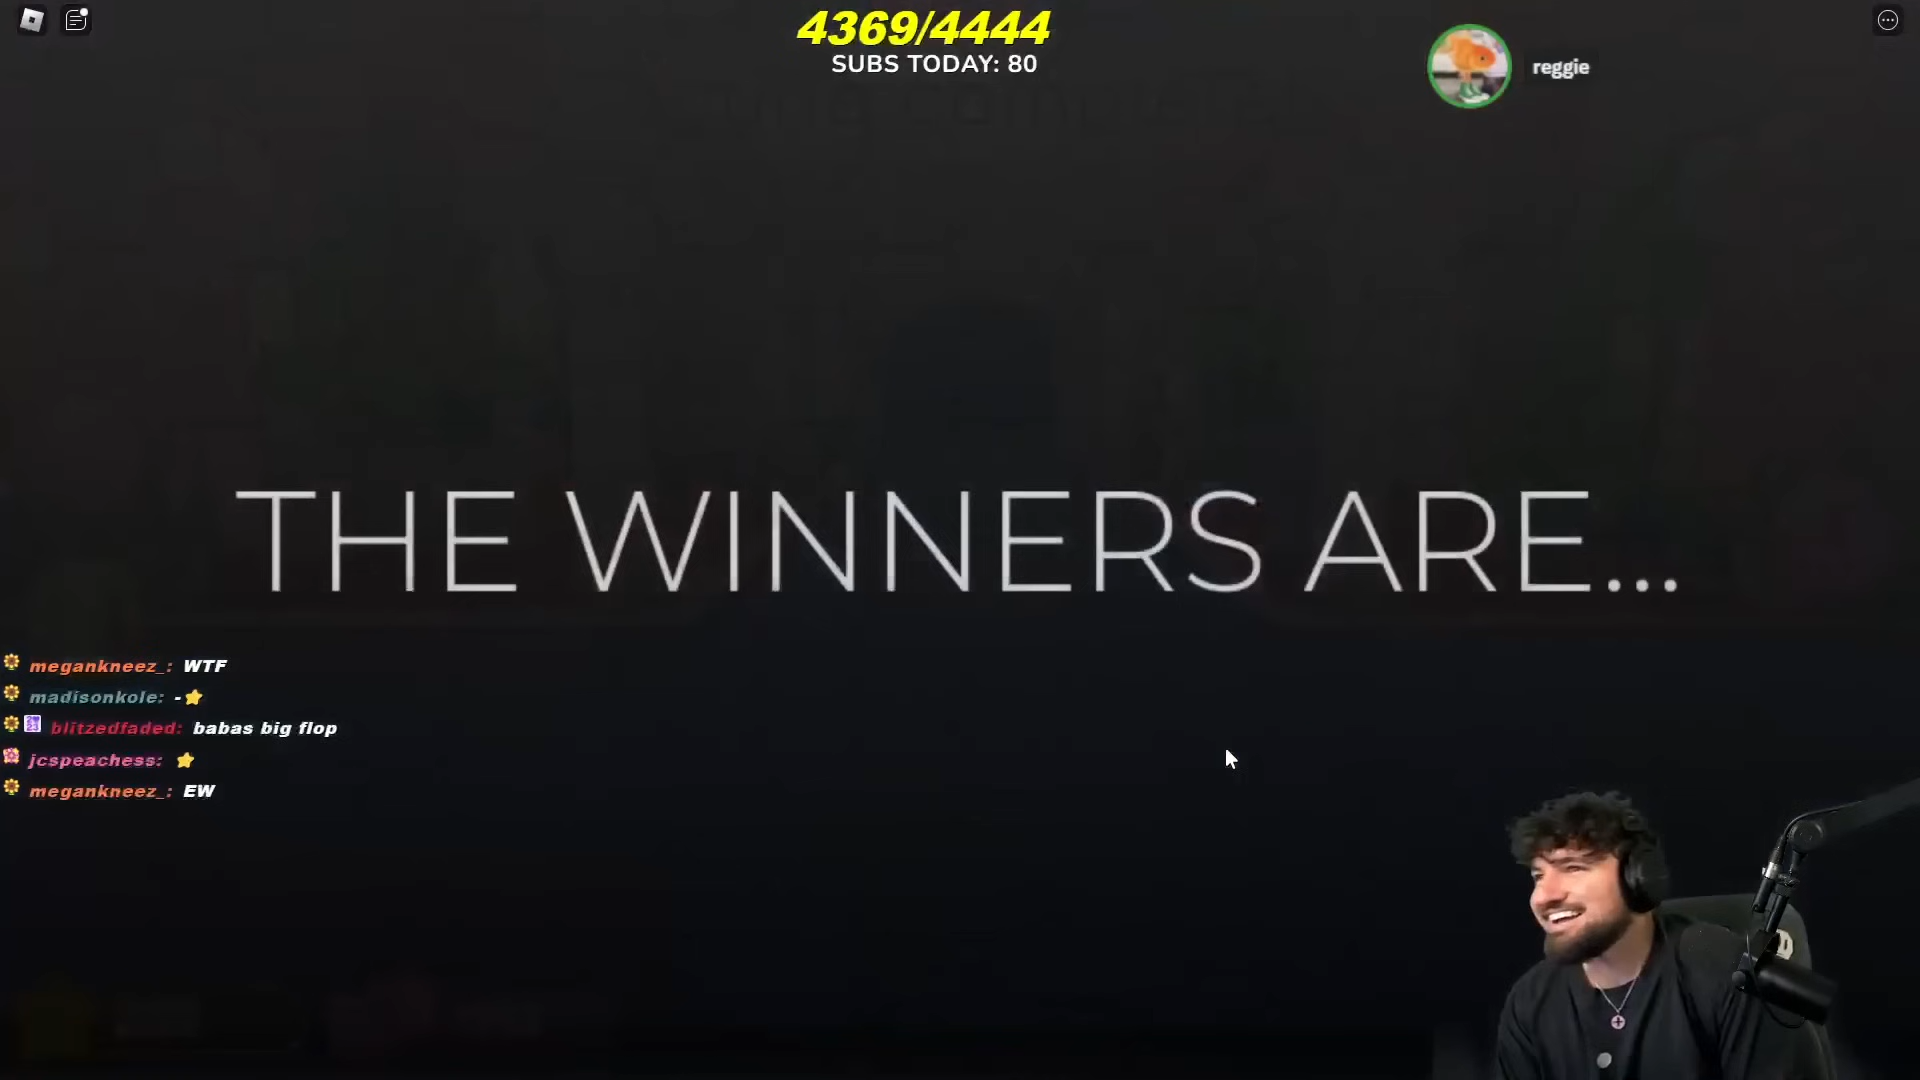 4369/4444
SUBS TODAY: 80
reggie
THE WINNERS ARE...
megankneez_: WTF
madisonkole: -⭐
blitzedfaded: babas big flop
jcspeachess: ⭐
megankneez_: EW